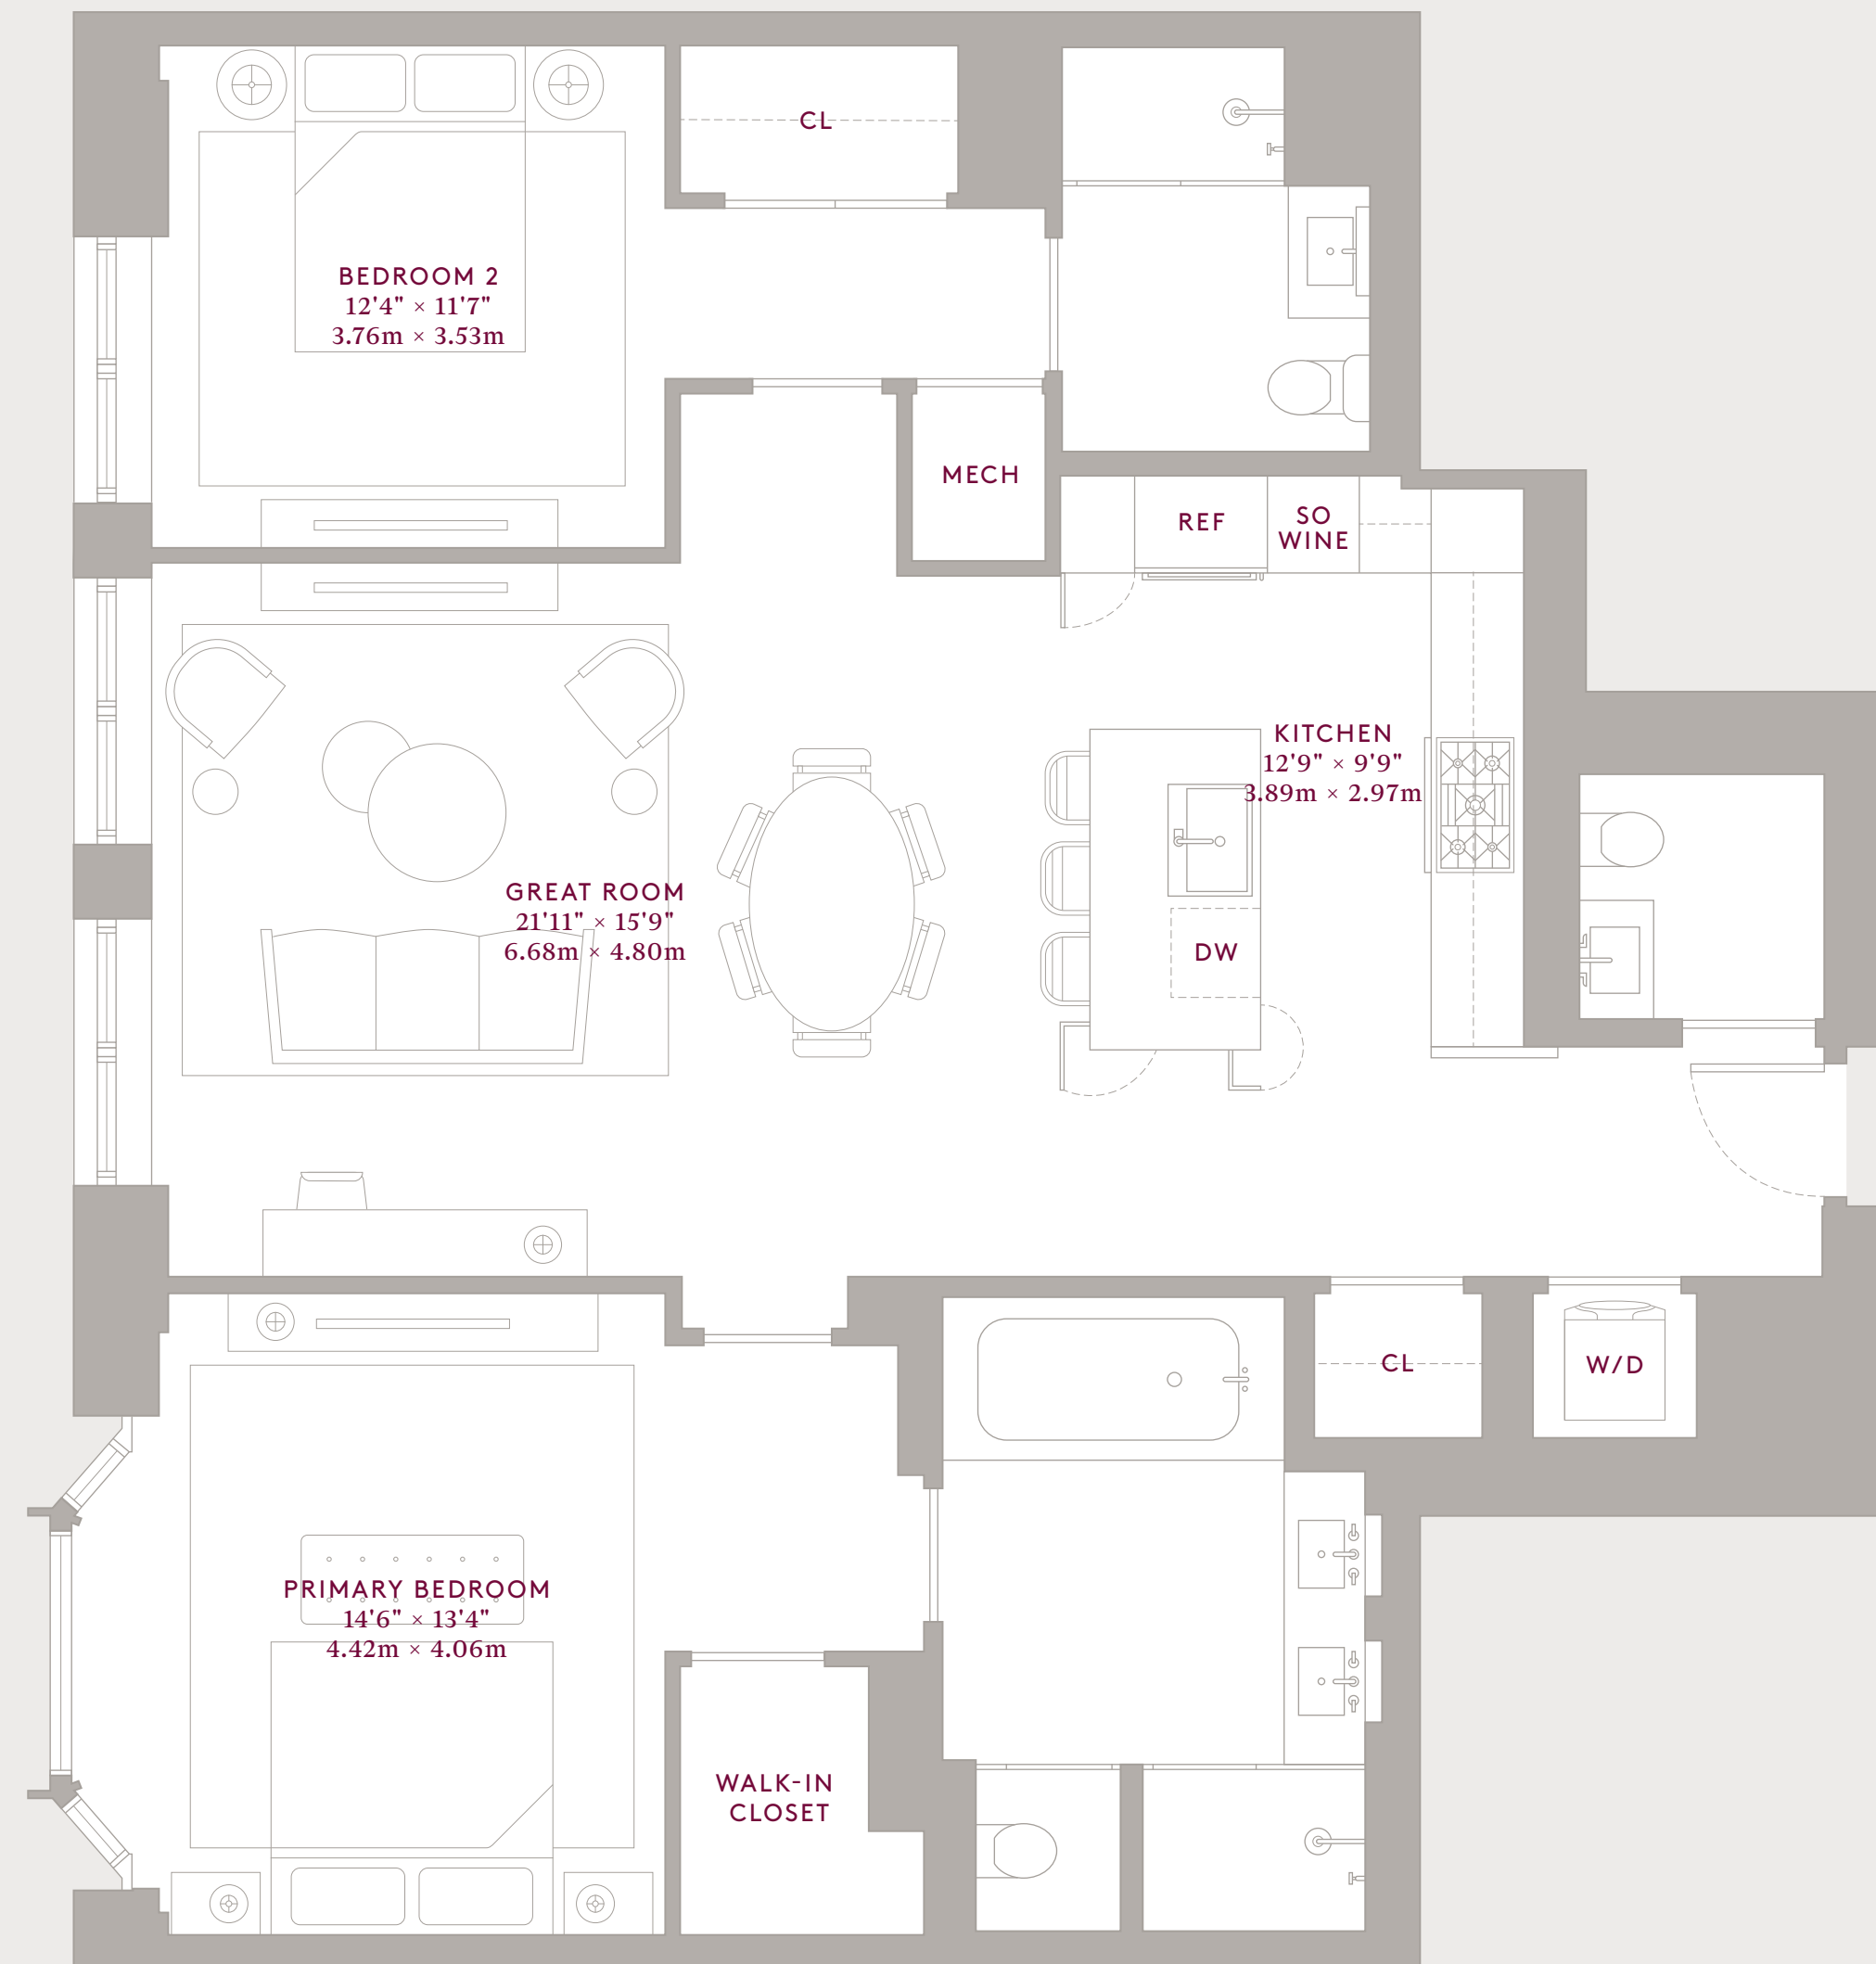 CL
BEDROOM 2
12'4" × 11'7"
3.76m × 3.53m
MECH
REF
SO
WINE
KITCHEN
12'9" × 9'9"
3.89m × 2.97m
GREAT ROOM
21'11" × 15'9"
6.68m × 4.80m
DW
CL
W/D
PRIMARY BEDROOM
14'6" × 13'4"
4.42m × 4.06m
WALK-IN
CLOSET